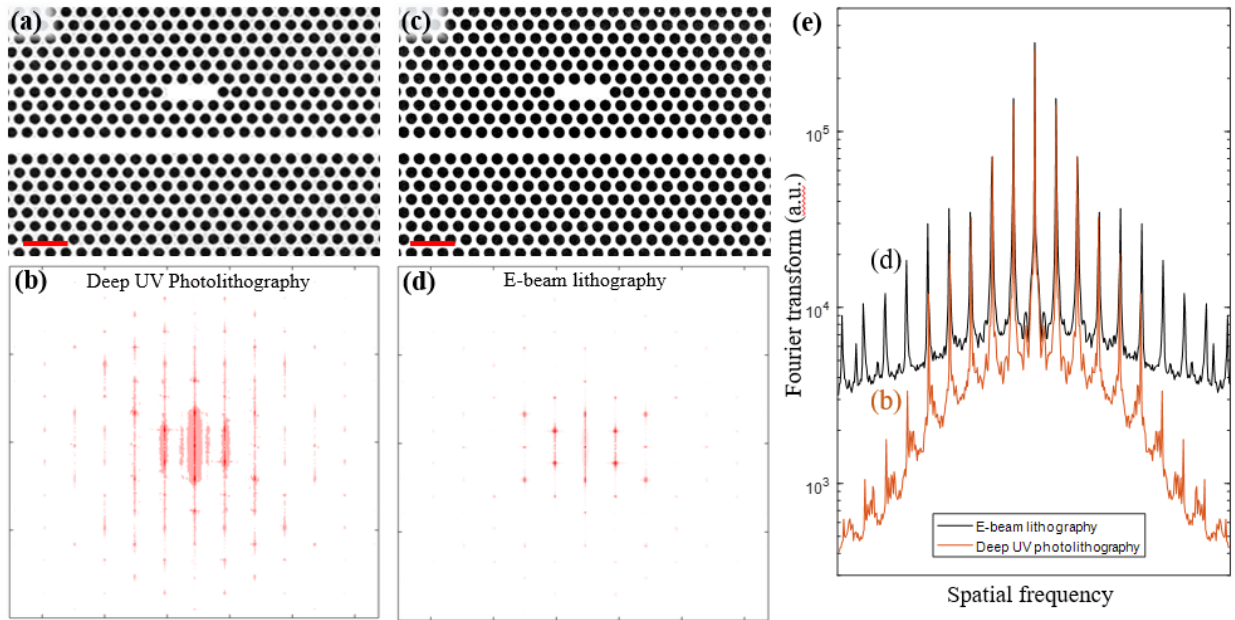 (a)
(c)
(e)
(b)
Deep UV Photolithography
(d)
E-beam lithography
Fourier transform (a.u.)
10^5
10^4
10^3
(d)
(b)
E-beam lithography
Deep UV photolithography
Spatial frequency